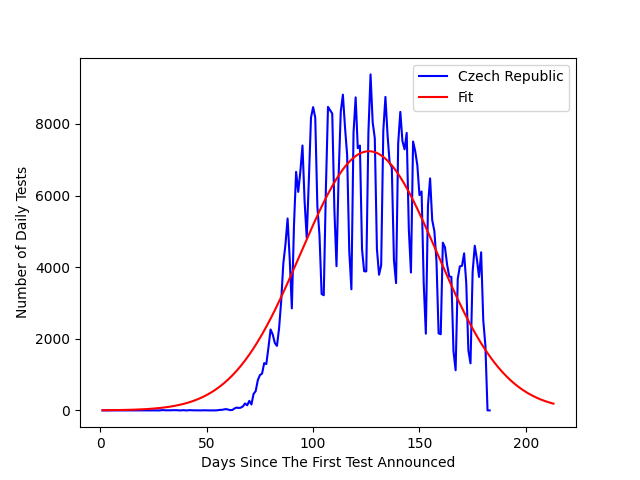 Czech Republic
Fit
8000
6000
4000
2000
0
Number of Daily Tests
0 50 100 150 200
Days Since The First Test Announced